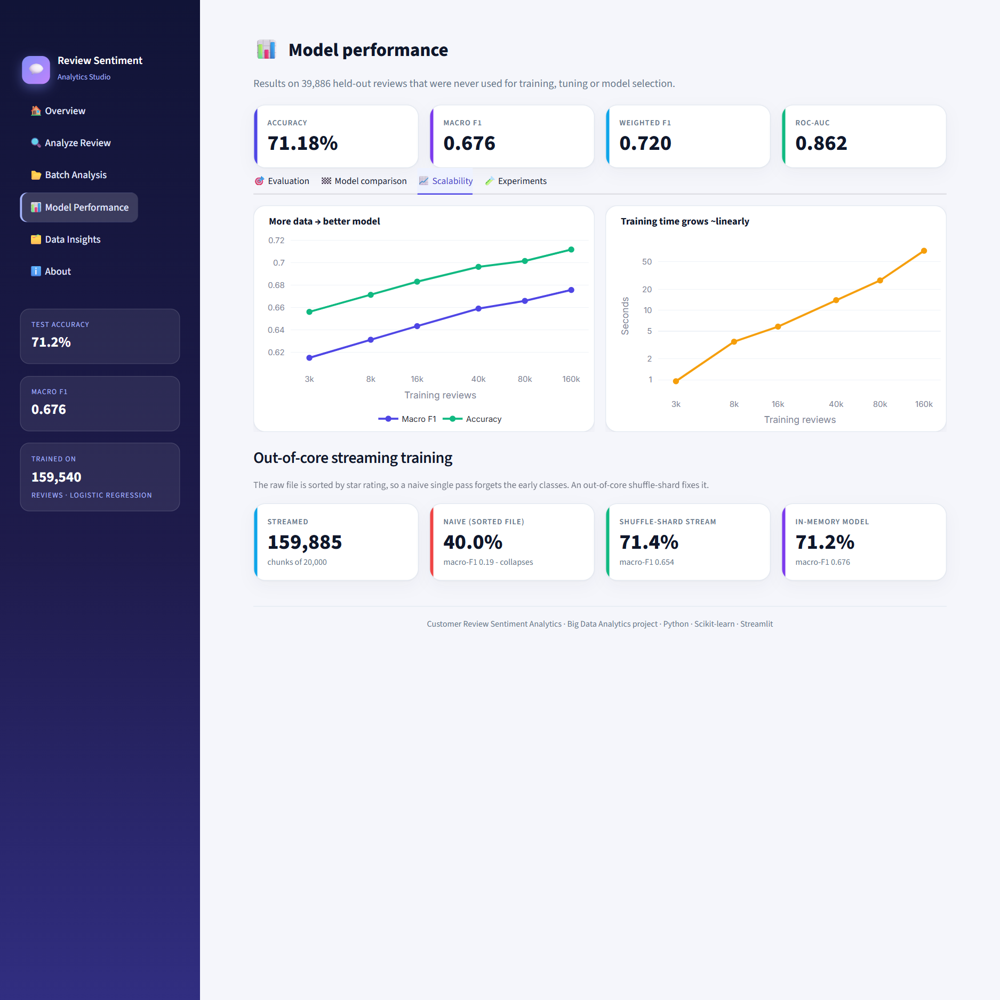 Review Sentiment
Analytics Studio
Overview
Analyze Review
Batch Analysis
Model Performance
Data Insights
About
TEST ACCURACY
71.2%
MACRO F1
0.676
TRAINED ON
159,540
REVIEWS · LOGISTIC REGRESSION
Model performance
Results on 39,886 held-out reviews that were never used for training, tuning or model selection.
ACCURACY
71.18%
MACRO F1
0.676
WEIGHTED F1
0.720
ROC-AUC
0.862
Evaluation
Model comparison
Scalability
Experiments
More data → better model
0.72
0.7
0.68
0.66
0.64
0.62
3k 8k 16k 40k 80k 160k
Training reviews
Macro F1 Accuracy
Training time grows ~linearly
Seconds
50
20
10
5
2
1
3k 8k 16k 40k 80k 160k
Training reviews
Out-of-core streaming training
The raw file is sorted by star rating, so a naive single pass forgets the early classes. An out-of-core shuffle-shard fixes it.
STREAMED
159,885
chunks of 20,000
NAIVE (SORTED FILE)
40.0%
macro-F1 0.19 - collapses
SHUFFLE-SHARD STREAM
71.4%
macro-F1 0.654
IN-MEMORY MODEL
71.2%
macro-F1 0.676
Customer Review Sentiment Analytics · Big Data Analytics project · Python · Scikit-learn · Streamlit